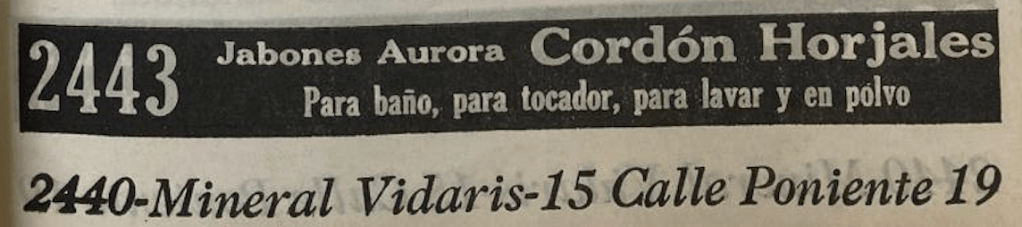 2443 Jabones Aurora Cordón Horjales
Para baño, para tocador, para lavar y en polvo
2440-Mineral Vidaris-15 Calle Poniente 19